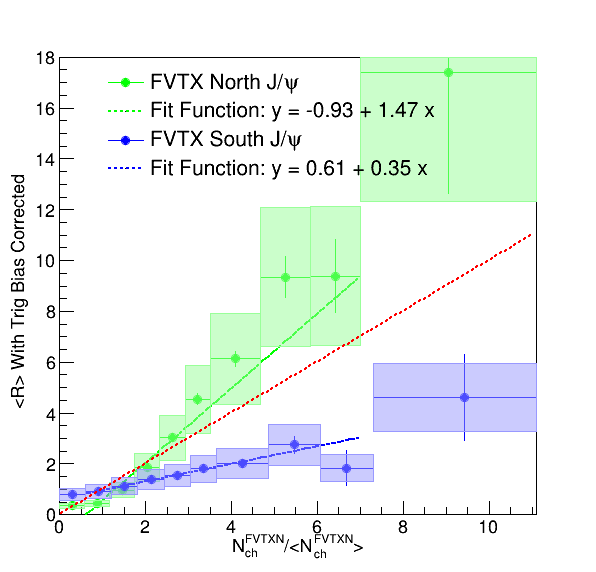 18
16
14
12
10
8
6
4
2
0
<R> With Trig Bias Corrected
FVTX North J/ψ
Fit Function: y = -0.93 + 1.47 x
FVTX South J/ψ
Fit Function: y = 0.61 + 0.35 x
0 2 4 6 8 10
N_ch^FVTXN/<N_ch^FVTXN>